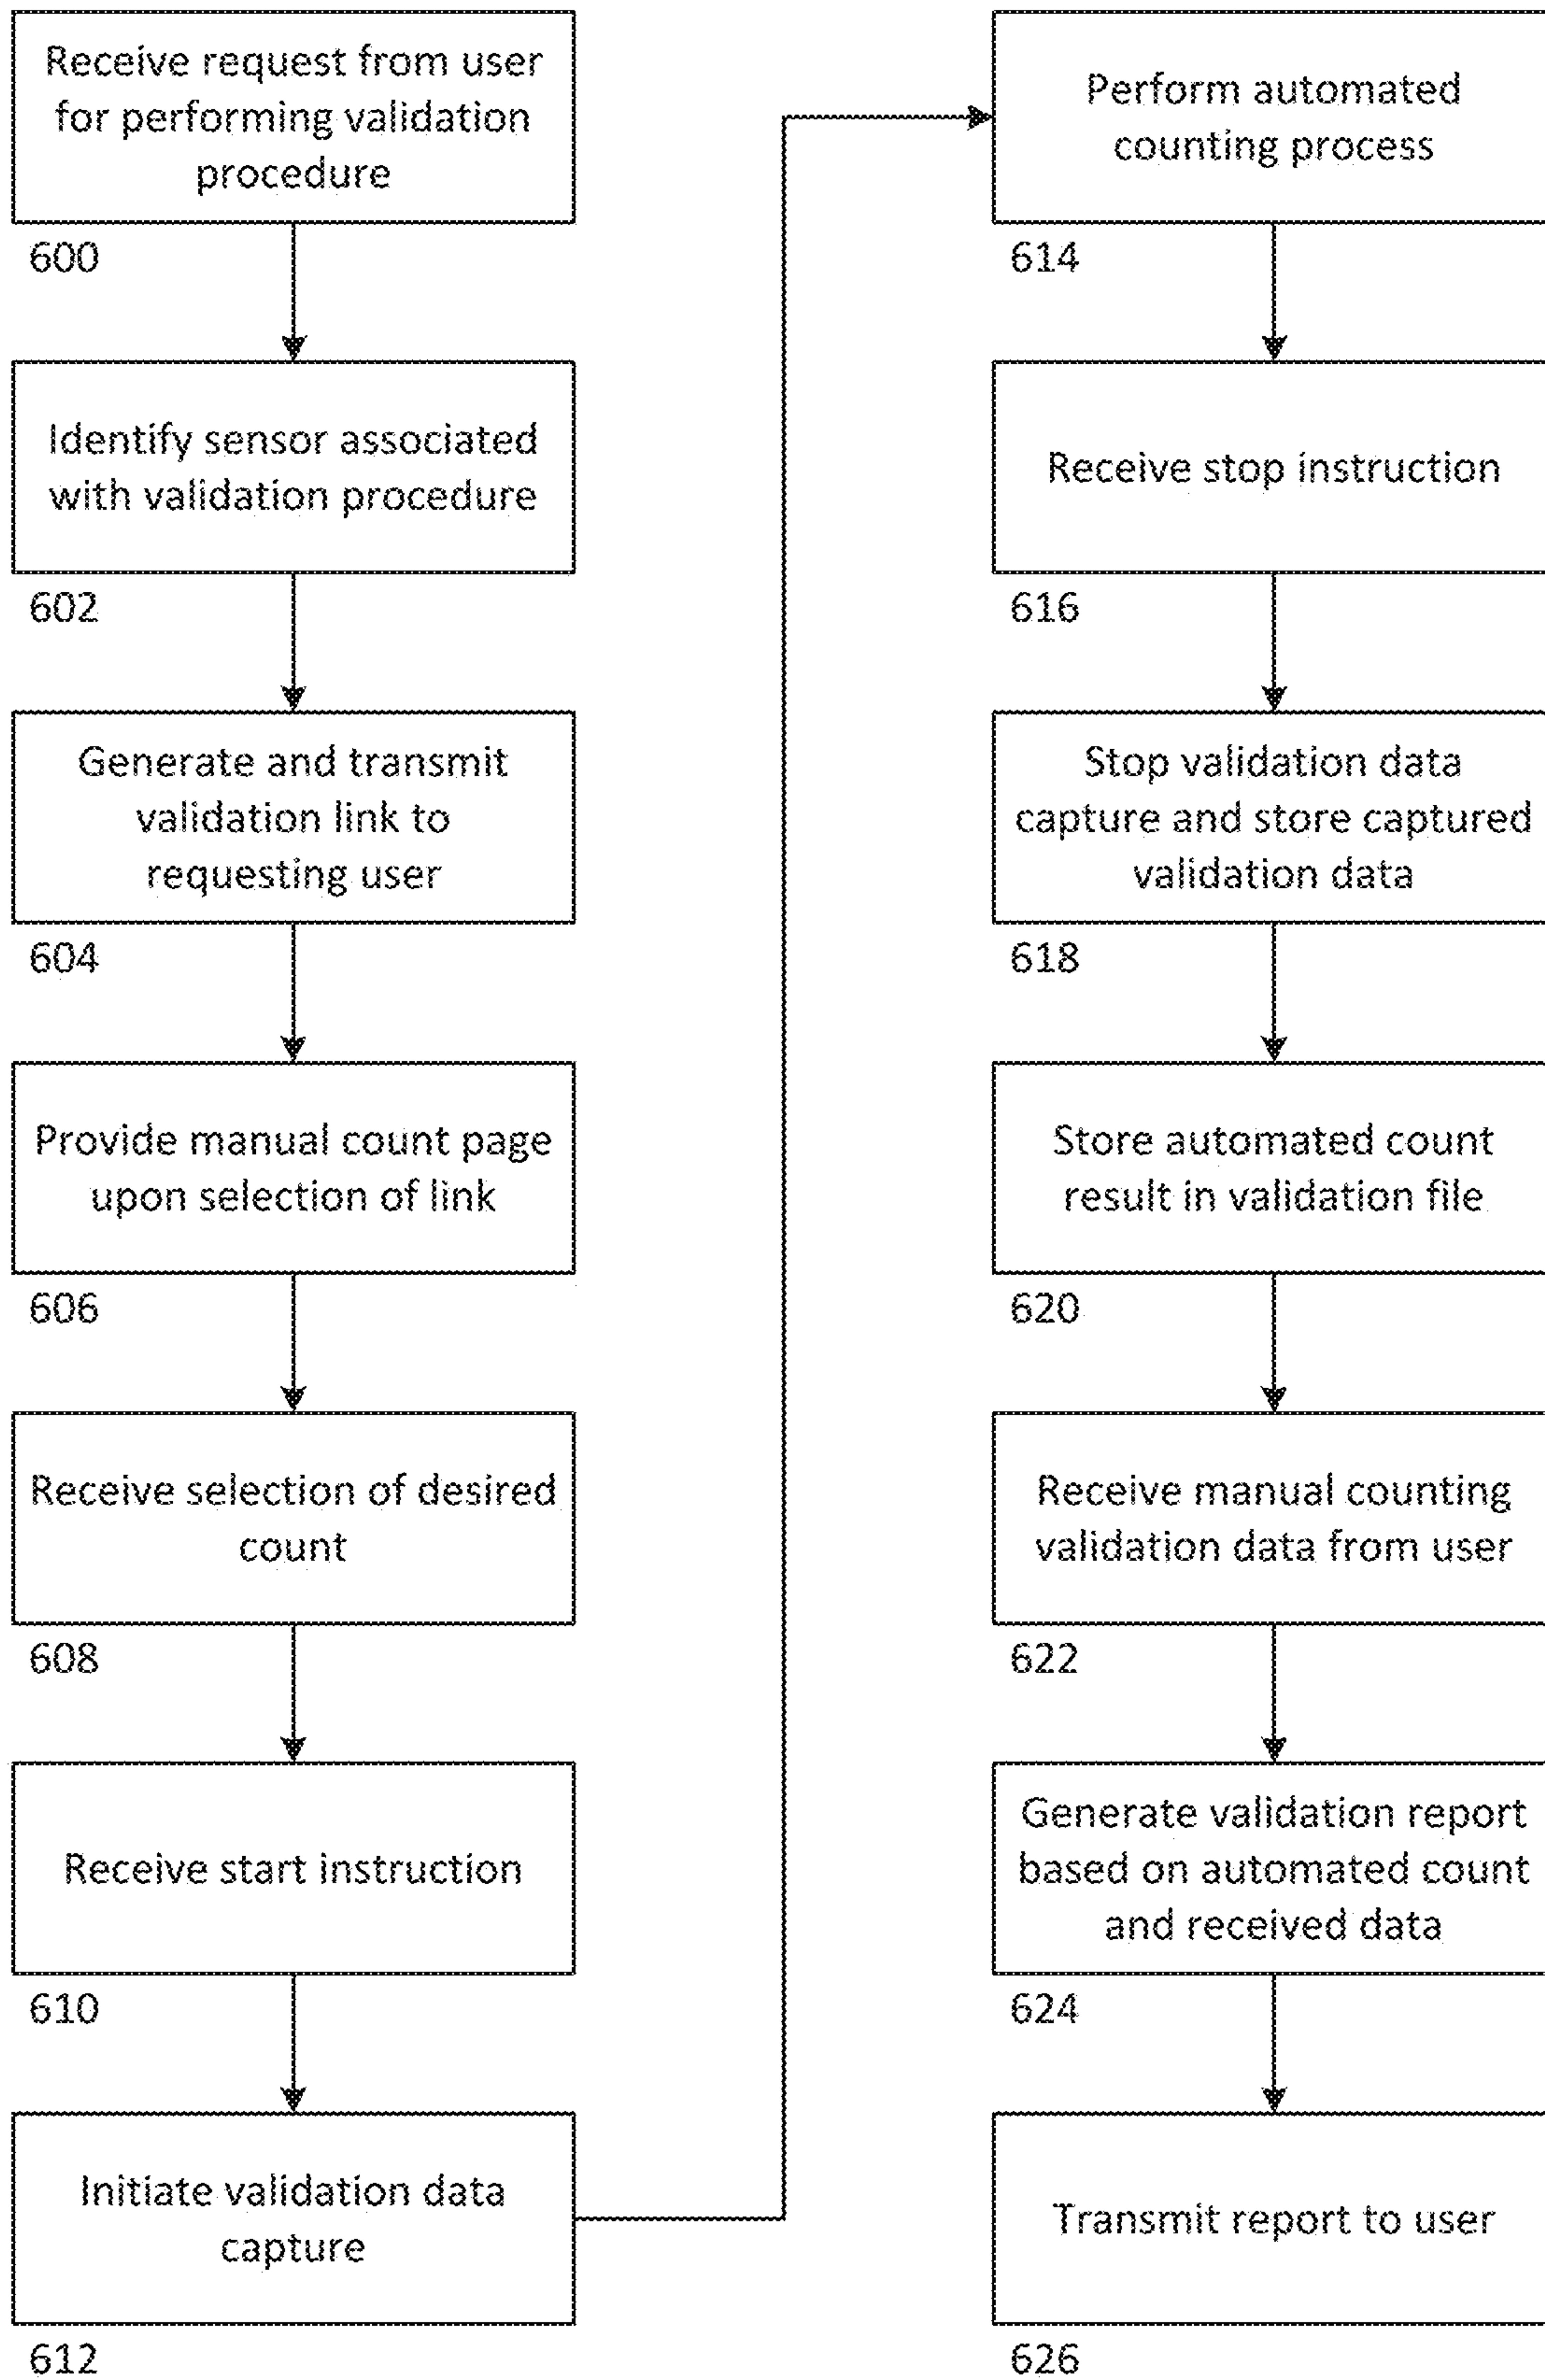 Receive request from user
for performing validation
procedure
600
Identify sensor associated
with validation procedure
602
Generate and transmit
validation link to
requesting user
604
Provide manual count page
upon selection of link
606
Receive selection of desired
count
608
Receive start instruction
610
Initiate validation data
capture
612
Perform automated
counting process
614
Receive stop instruction
616
Stop validation data
capture and store captured
validation data
618
Store automated count
result in validation file
620
Receive manual counting
validation data from user
622
Generate validation report
based on automated count
and received data
624
Transmit report to user
626